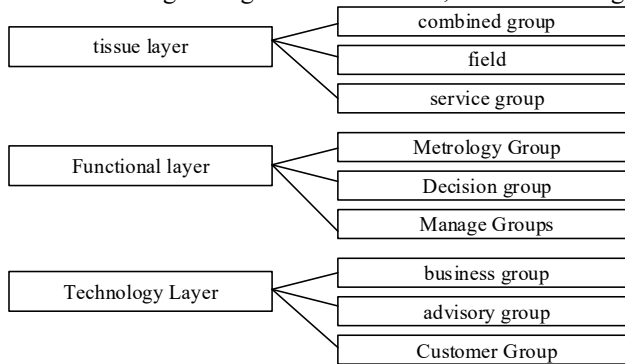 tissue layer
combined group
field
service group
Functional layer
Metrology Group
Decision group
Manage Groups
Technology Layer
business group
advisory group
Customer Group